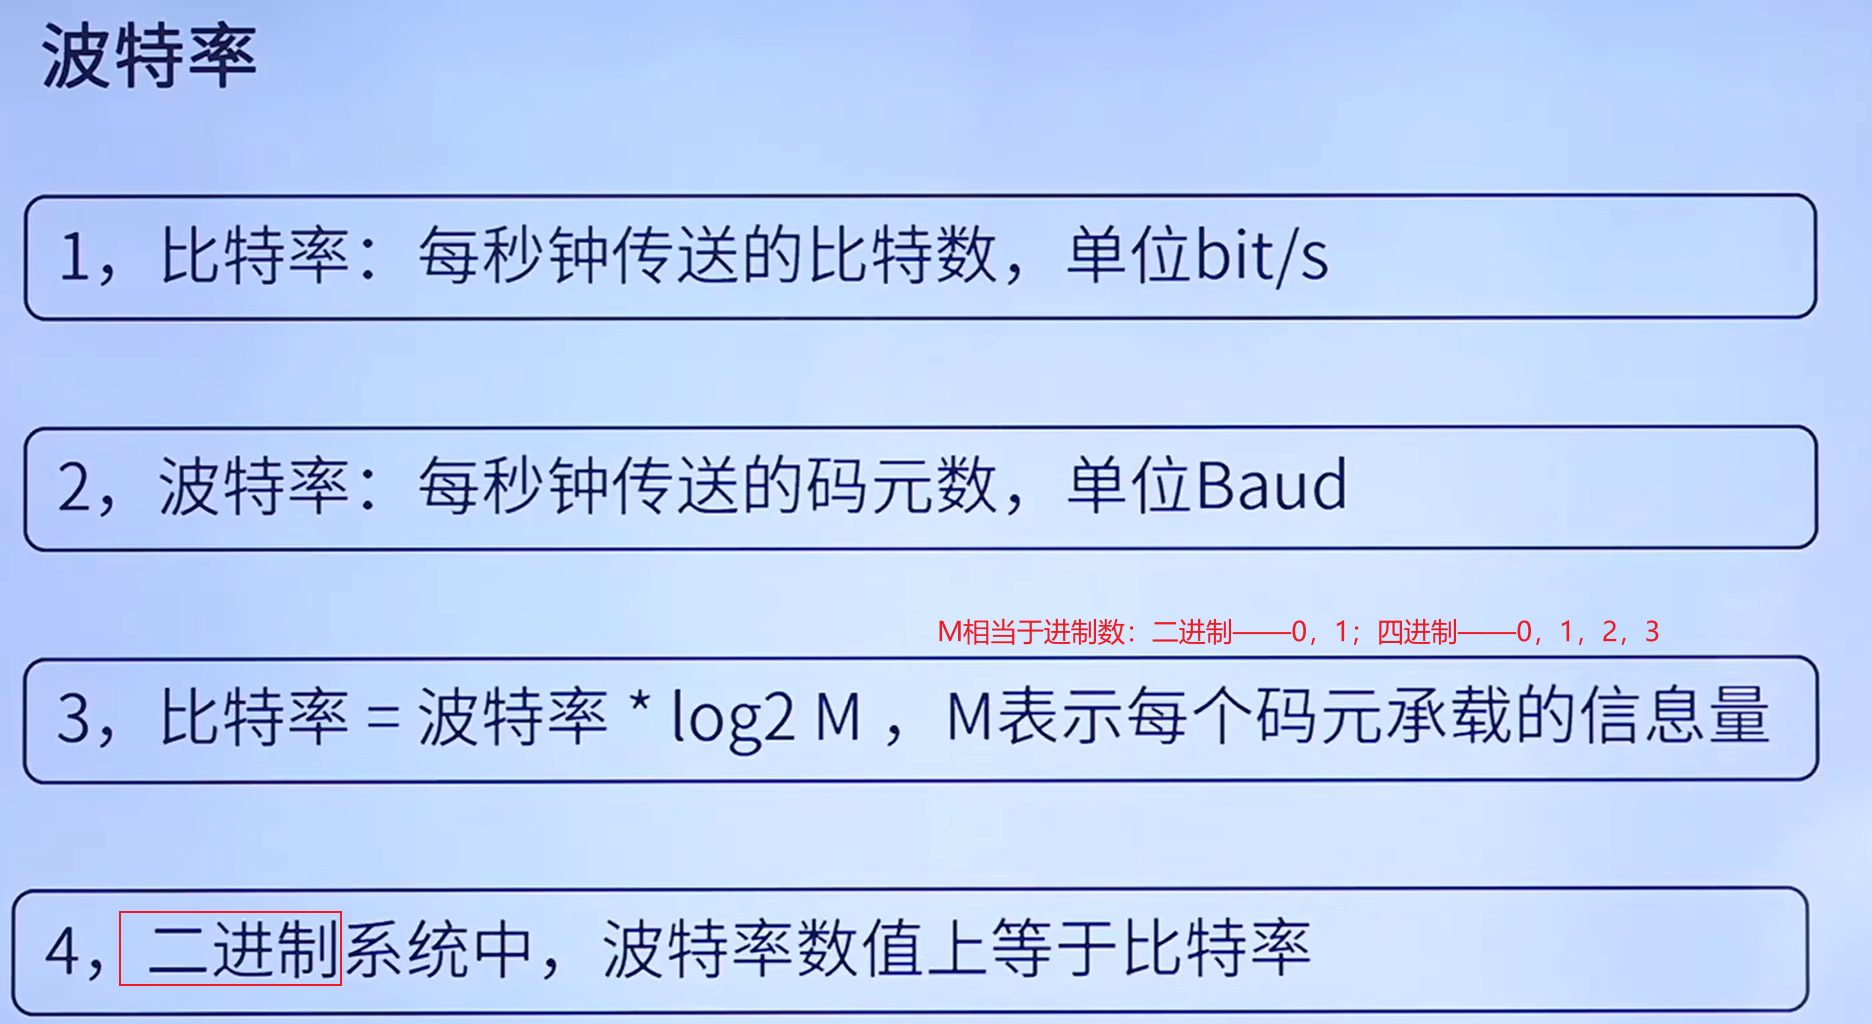 波特率
1，比特率：每秒钟传送的比特数，单位bit/s
2，波特率：每秒钟传送的码元数，单位Baud
M相当于进制数：二进制——0，1；四进制——0，1，2，3
3，比特率 = 波特率 * log2 M ，M表示每个码元承载的信息量
4，二进制系统中，波特率数值上等于比特率